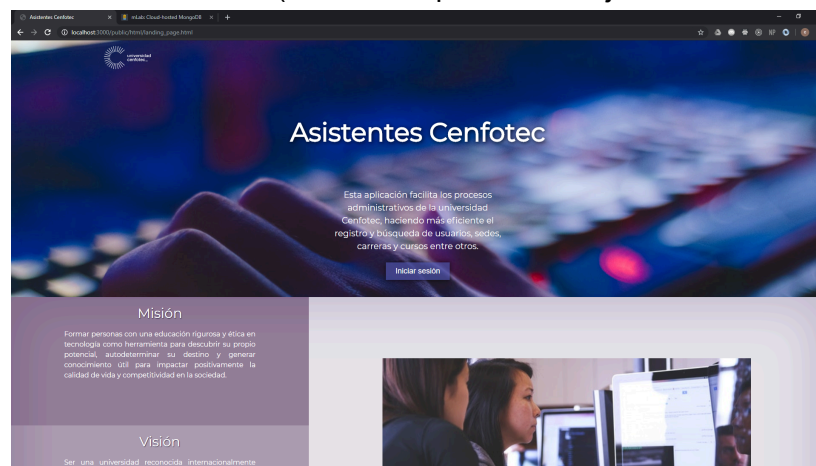 Asistentes Cenfotec
mLab: Cloud-hosted MongoDB
localhost:3000/public/html/landing_page.html
universidad
cenfotec
Asistentes Cenfotec
Esta aplicación facilita los procesos
administrativos de la universidad
Cenfotec, haciendo más eficiente el
registro y búsqueda de usuarios, sedes,
carreras y cursos entre otros.
Iniciar sesión
Misión
Formar personas con una educación rigurosa y ética en
tecnología como herramienta para descubrir su propio
potencial, autodeterminar su destino y generar
conocimiento útil para impactar positivamente la
calidad de vida y competitividad en la sociedad.
Visión
Ser una universidad reconocida internacionalmente